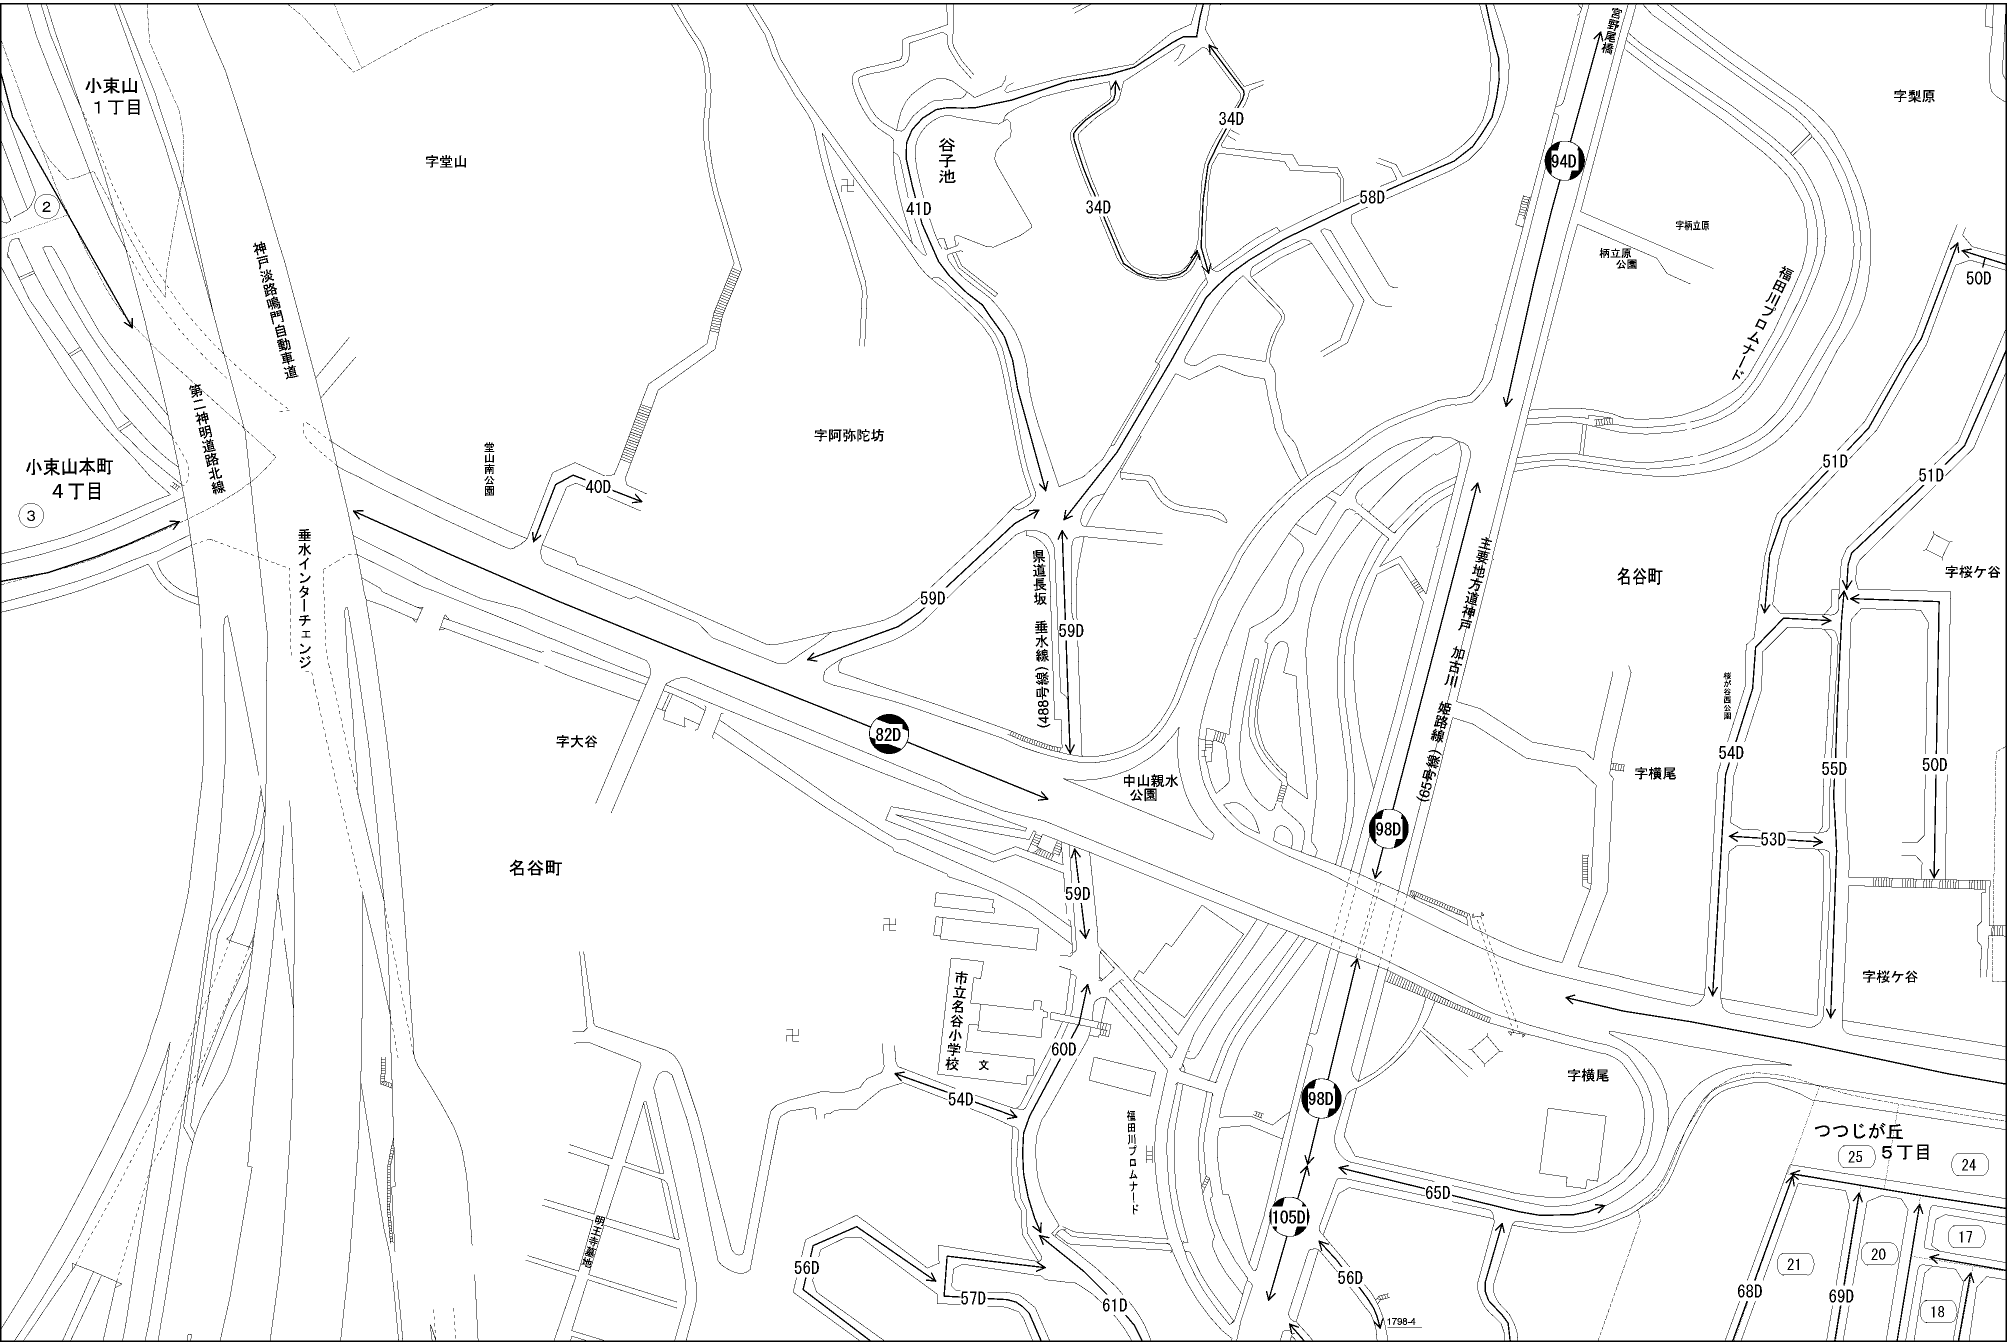 宮野尾橋
小東山
１丁目
字梨原
34D
谷子池
字堂山
94D
2
41D
34D
58D
字柄立原
柄立原
公園
50D
神戸淡路鳴門自動車道
福田川プロムナード
第二神明道路北線
字阿弥陀坊
堂山南公園
小東山本町
４丁目
40D
3
51D
51D
垂水インターチェンジ
県道長坂　垂水線(488号線)
主要地方道神戸　加古川　姫路線(65号線)
名谷町
字桜ケ谷
59D
59D
桜が谷西公園
82D
字大谷
中山親水
公園
字横尾
54D
55D
50D
98D
53D
名谷町
59D
市立名谷小学校
文
字桜ケ谷
60D
字横尾
54D
98D
福田川プロムナード
つつじが丘
５丁目
25
24
65D
105D
明王寺墓地
17
20
21
56D
56D
57D
61D
68D
69D
18
1798-4